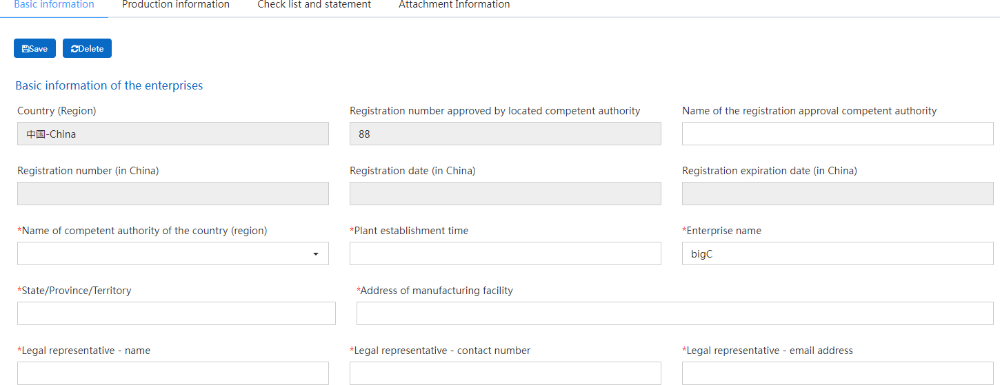 Basic information Production information Check list and statement Attachment Information
Save Delete
Basic information of the enterprises
Country (Region) Registration number approved by located competent authority Name of the registration approval competent authority
中国-China 88
Registration number (in China) Registration date (in China) Registration expiration date (in China)
*Name of competent authority of the country (region) *Plant establishment time *Enterprise name
bigC
*State/Province/Territory *Address of manufacturing facility
*Legal representative - name *Legal representative - contact number *Legal representative - email address